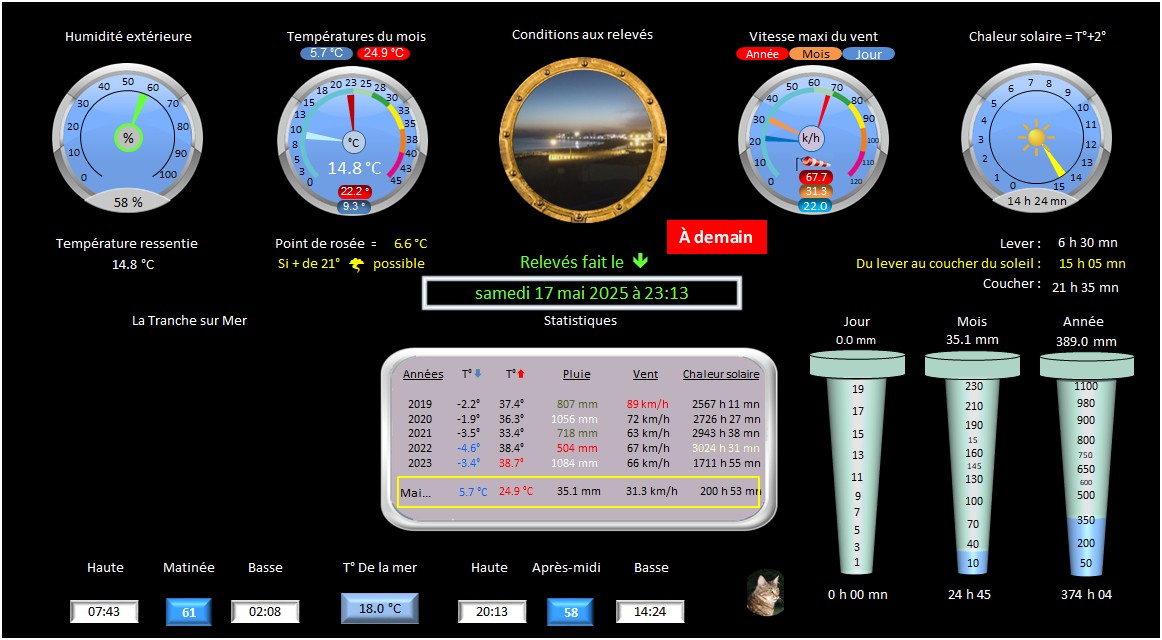 Humidité extérieure
Températures du mois
Conditions aux relevés
Vitesse maxi du vent
Chaleur solaire = T°+2°
5.7 °C 24.9 °C
Année Mois Jour
0 10 20 30 40 50 60 70 80 90 100
%
58 %
0 3 5 8 10 13 15 18 20 23 25 28 30 33 35 38 40 43 45
°C
14.8 °C
22.2 °
9.3 °
0 10 20 30 40 50 60 70 80 90 100 110 120
k/h
67.7
31.3
22.0
0 1 2 3 4 5 6 7 8 9 10 11 12 13 14 15
14 h 24 mn
Température ressentie
14.8 °C
Point de rosée = 6.6 °C
Si + de 21° possible
À demain
Relevés fait le
samedi 17 mai 2025 à 23:13
Lever : 6 h 30 mn
Du lever au coucher du soleil : 15 h 05 mn
Coucher : 21 h 35 mn
La Tranche sur Mer
Statistiques
Années T° T° Pluie Vent Chaleur solaire
2019 -2.2° 37.4° 807 mm 89 km/h 2567 h 11 mn
2020 -1.9° 36.3° 1056 mm 72 km/h 2726 h 27 mn
2021 -3.5° 33.4° 718 mm 63 km/h 2943 h 38 mn
2022 -4.6° 38.4° 504 mm 67 km/h 3024 h 31 mn
2023 -3.4° 38.7° 1084 mm 66 km/h 1711 h 55 mn
Mai... 5.7 °C 24.9 °C 35.1 mm 31.3 km/h 200 h 53 mn
Jour
0.0 mm
19
17
15
13
11
9
7
5
3
1
0 h 00 mn
Mois
35.1 mm
230
210
190
15
160
145
130
100
70
40
10
24 h 45
Année
389.0 mm
1100
980
900
800
750
650
600
500
350
200
50
374 h 04
Haute Matinée Basse T° De la mer Haute Après-midi Basse
07:43 61 02:08 18.0 °C 20:13 58 14:24